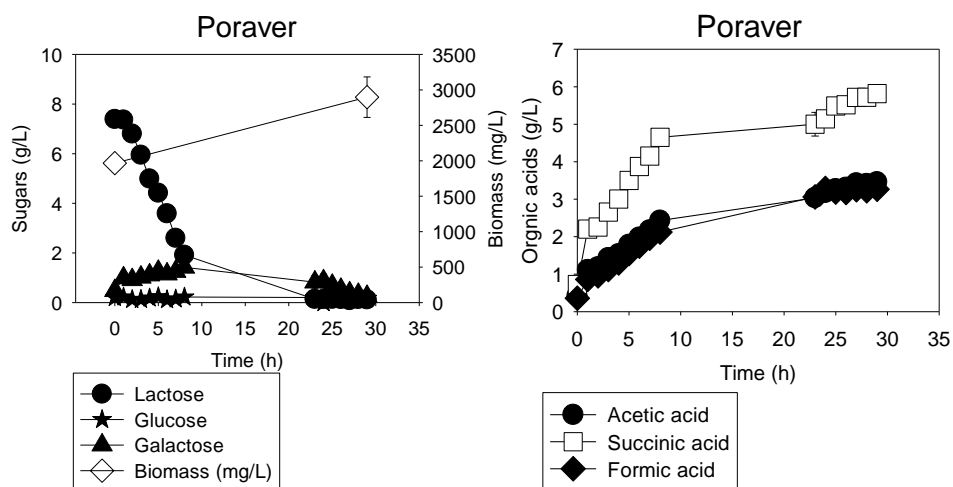 Poraver
10
8
6
4
2
0
Sugars (g/L)
3500
3000
2500
2000
1500
1000
500
0
Biomass (mg/L)
0 5 10 15 20 25 30 35
Time (h)
Lactose
Glucose
Galactose
Biomass (mg/L)
Poraver
7
6
5
4
3
2
1
0
Orgnic acids (g/L)
0 5 10 15 20 25 30 35
Time (h)
Acetic acid
Succinic acid
Formic acid